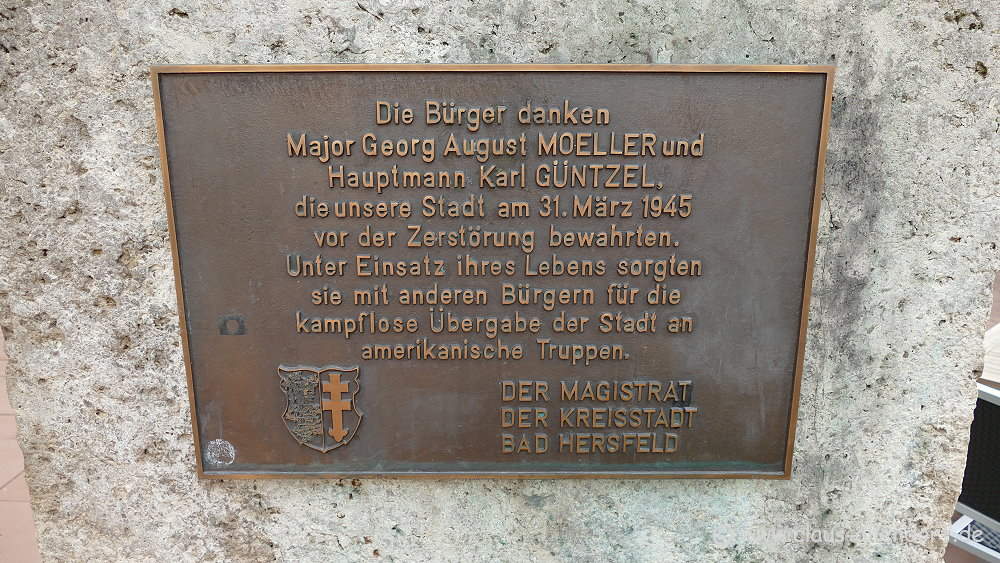 Die Bürger danken
Major Georg August MOELLER und
Hauptmann Karl GÜNTZEL,
die unsere Stadt am 31. März 1945
vor der Zerstörung bewahrten.
Unter Einsatz ihres Lebens sorgten
sie mit anderen Bürgern für die
kampflose Übergabe der Stadt an
amerikanische Truppen.
DER MAGISTRAT
DER KREISSTADT
BAD HERSFELD